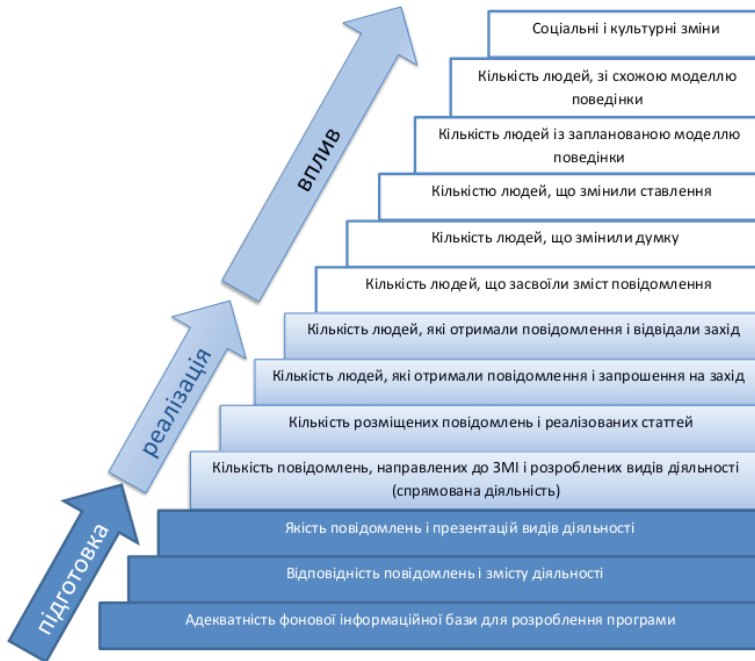 Соціальні і культурні зміни
Кількість людей, зі схожою моделлю
поведінки
Кількість людей із запланованою моделлю
поведінки
Кількістю людей, що змінили ставлення
Кількість людей, що змінили думку
Кількість людей, що засвоїли зміст повідомлення
Кількість людей, які отримали повідомлення і відвідали захід
Кількість людей, які отримали повідомлення і запрошення на захід
Кількість розміщених повідомлень і реалізованих статтей
Кількість повідомлень, направлених до ЗМІ і розроблених видів діяльності
(спрямована діяльність)
Якість повідомлень і презентацій видів діяльності
Відповідність повідомлень і змісту діяльності
Адекватність фонової інформаційної бази для розроблення програми
вплив
реалізація
підготовка